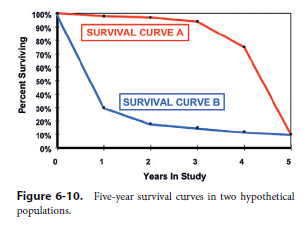 100%
90%
80%
70%
60%
50%
40%
30%
20%
10%
0%
Percent Surviving
SURVIVAL CURVE A
SURVIVAL CURVE B
0 1 2 3 4 5
Years In Study
Figure 6-10. Five-year survival curves in two hypothetical
populations.